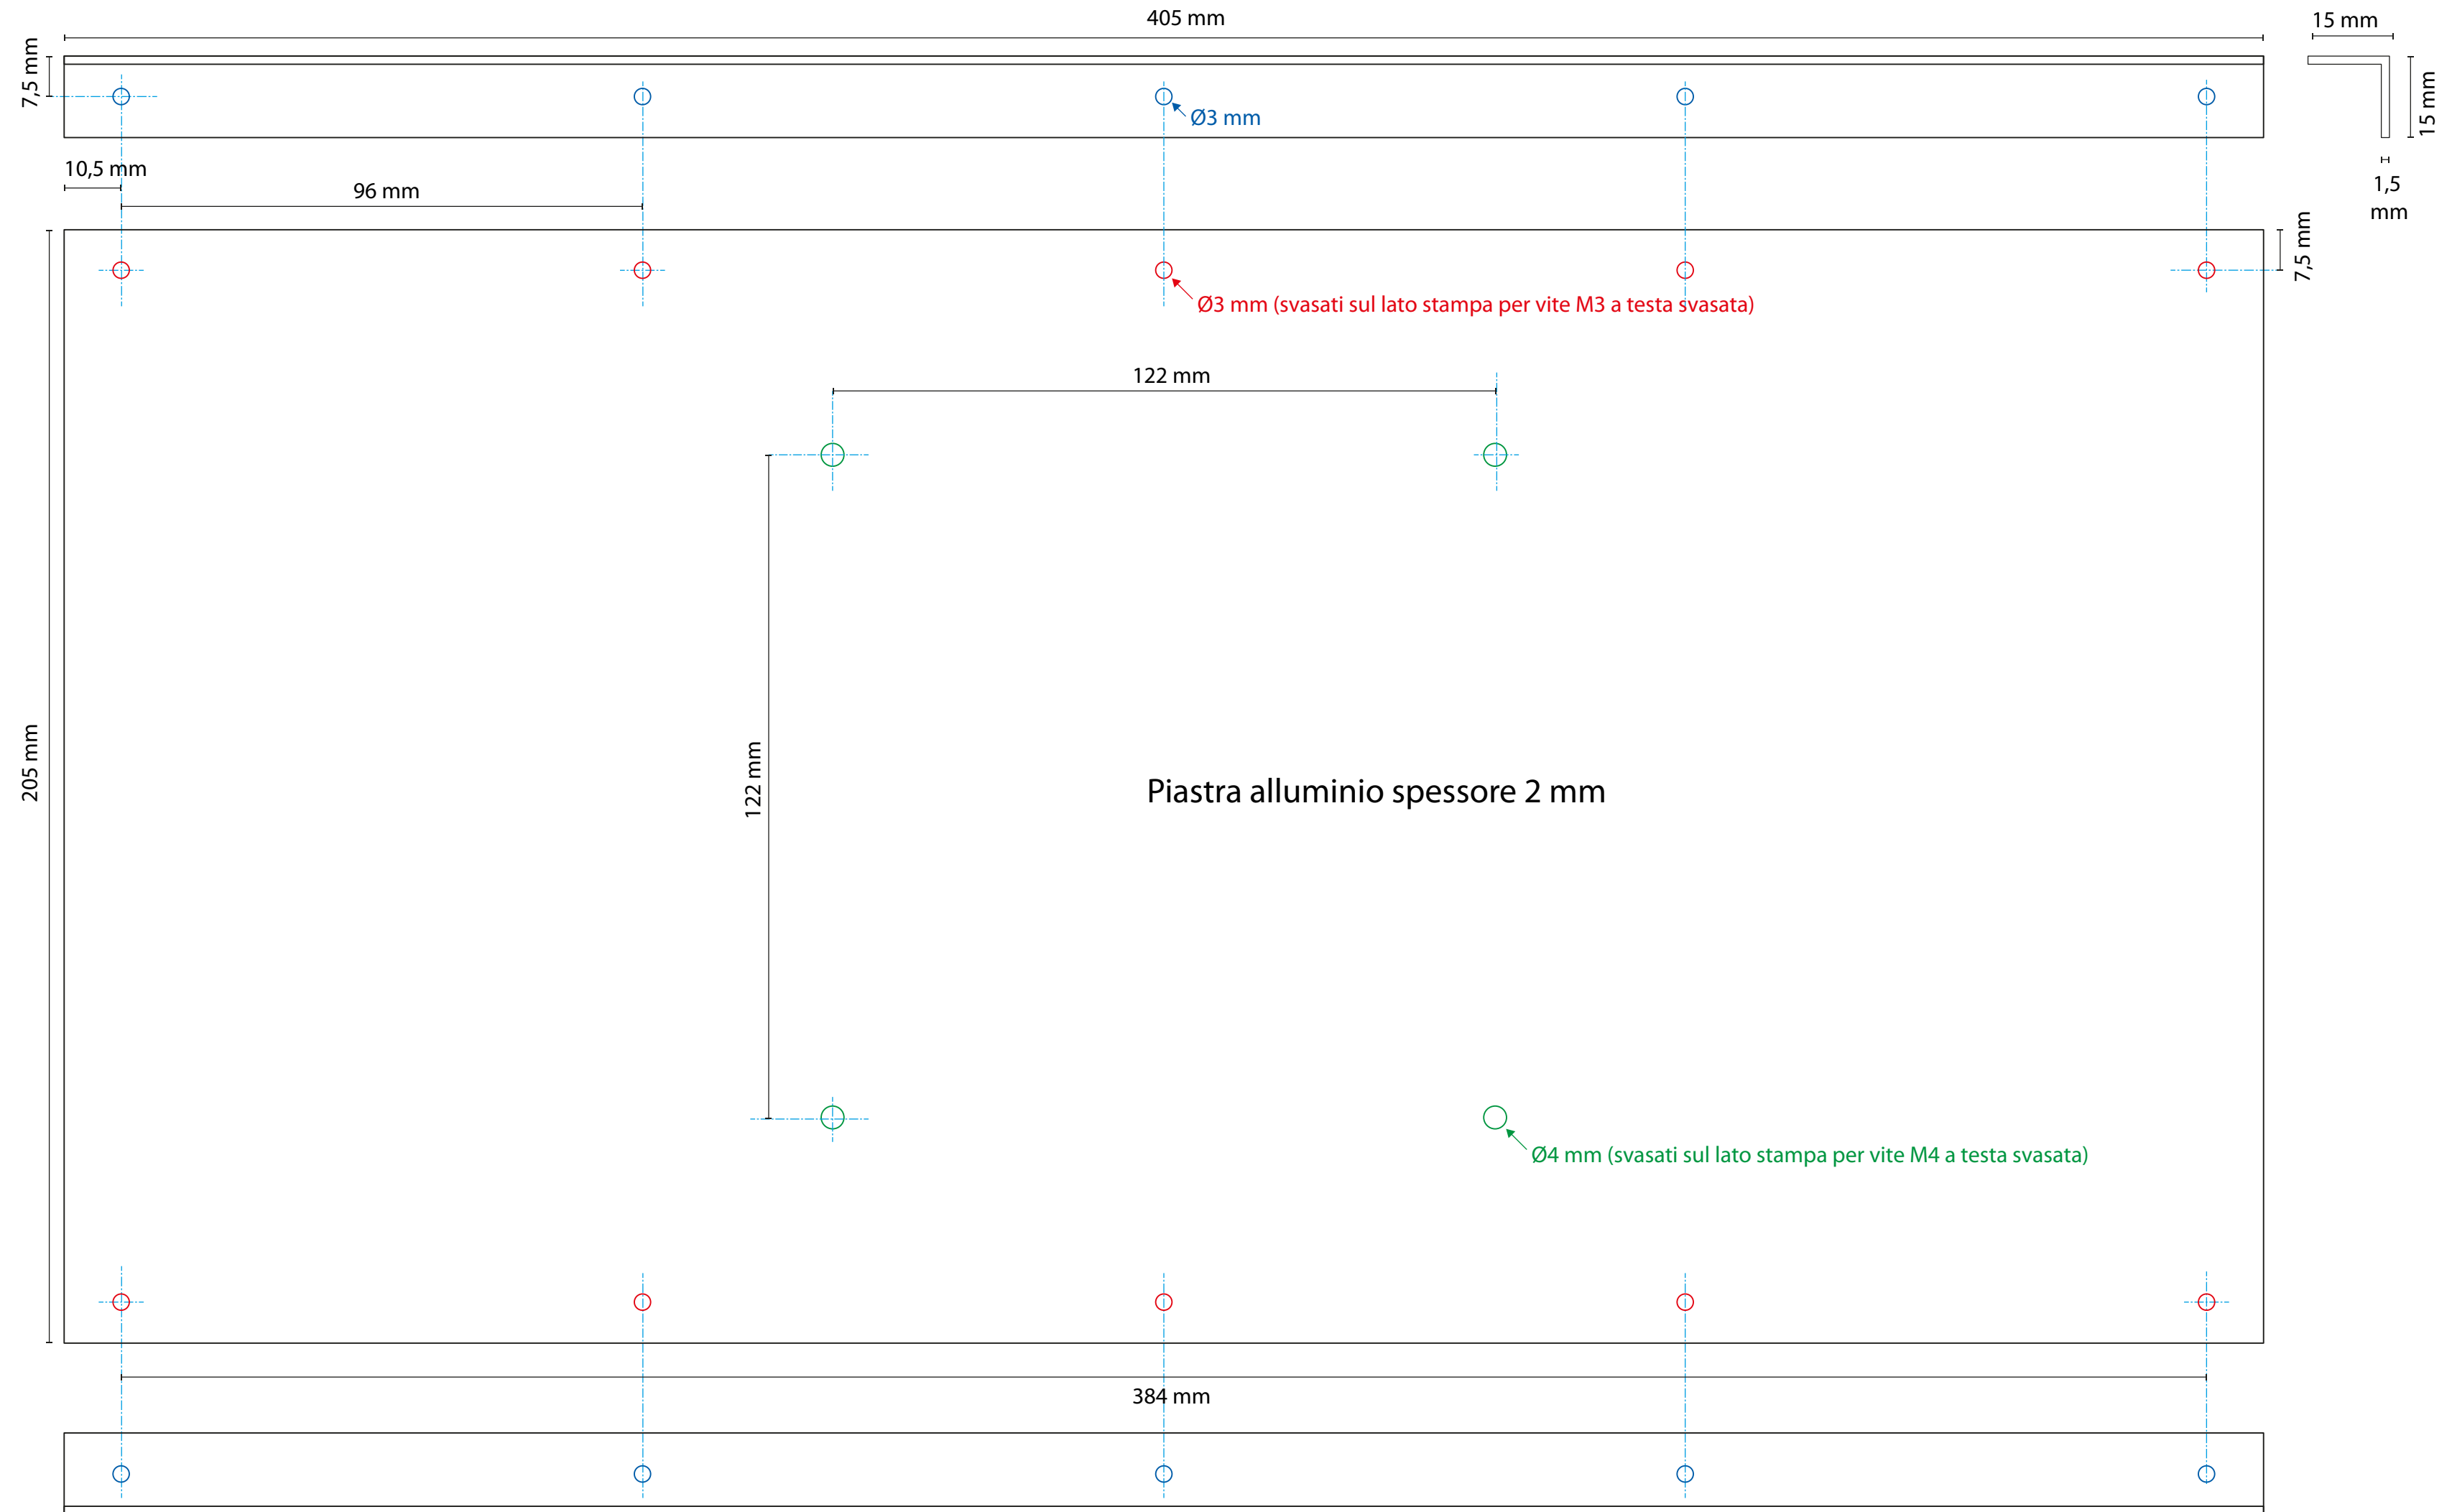 405 mm
15 mm
7,5 mm
15 mm
Ø3 mm
10,5 mm
96 mm
1,5
mm
7,5 mm
Ø3 mm (svasati sul lato stampa per vite M3 a testa svasata)
122 mm
205 mm
122 mm
Piastra alluminio spessore 2 mm
Ø4 mm (svasati sul lato stampa per vite M4 a testa svasata)
384 mm